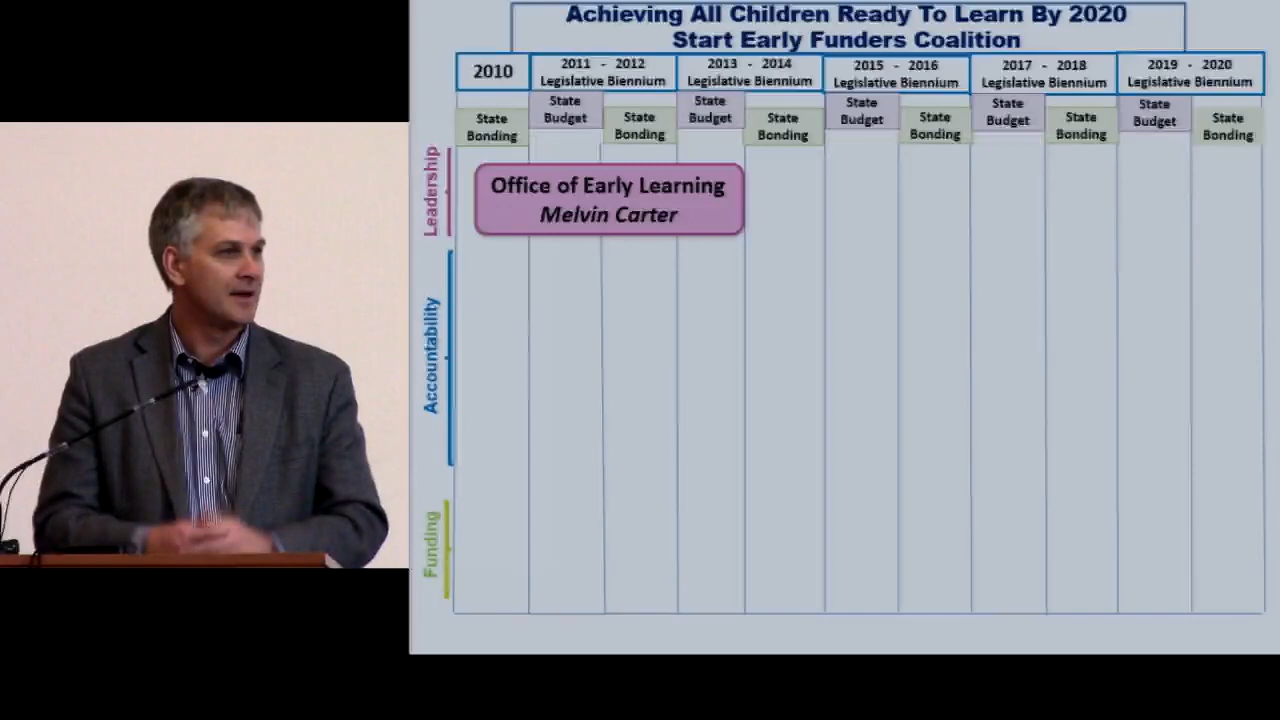 Achieving All Children Ready To Learn By 2020
Start Early Funders Coalition
2010
2011 - 2012
Legislative Biennium
2013 - 2014
Legislative Biennium
2015 - 2016
Legislative Biennium
2017 - 2018
Legislative Biennium
2019 - 2020
Legislative Biennium
State
Bonding
State
Budget
State
Bonding
State
Budget
State
Bonding
State
Budget
State
Bonding
State
Budget
State
Bonding
State
Budget
State
Bonding
Leadership
Office of Early Learning
Melvin Carter
Accountability
Funding